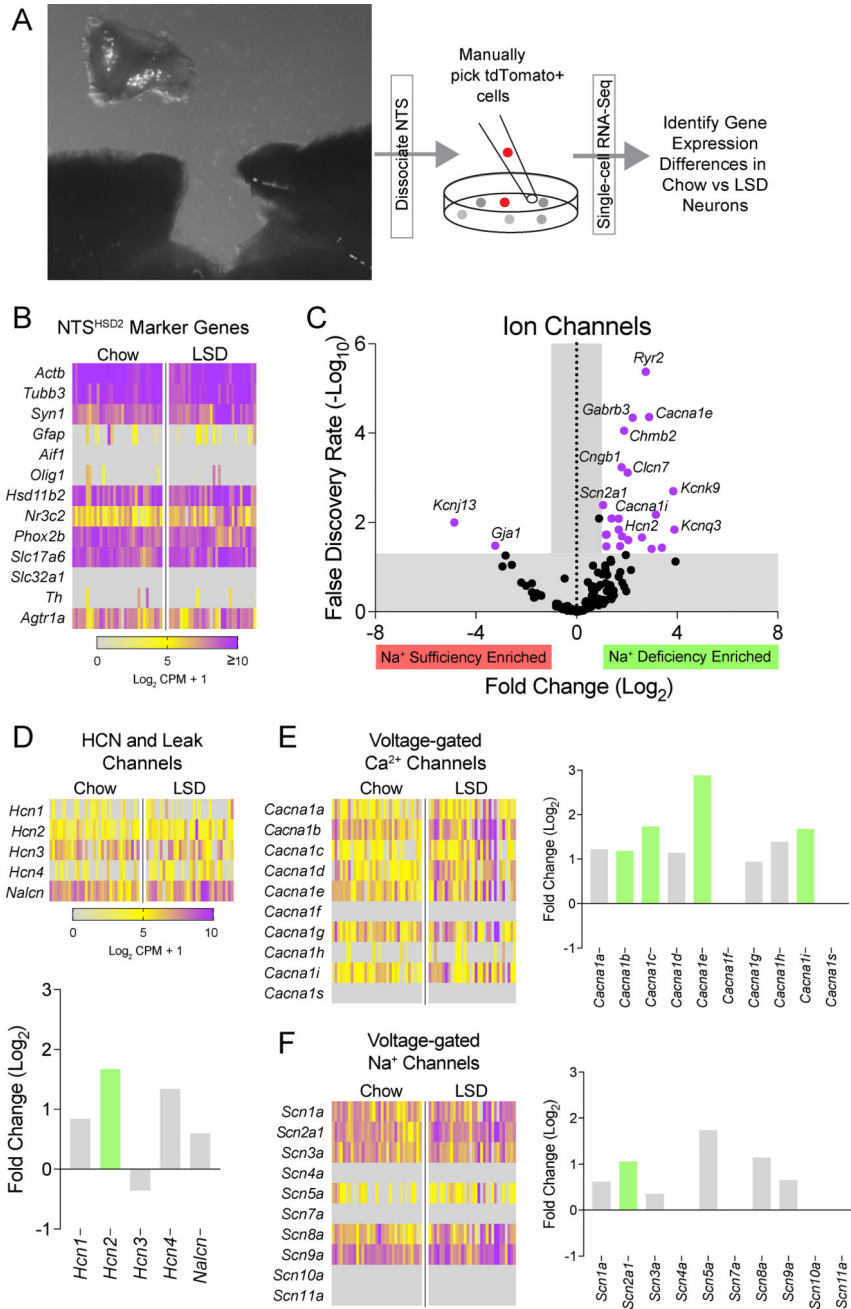 A
Dissociate NTS
Manually
pick tdTomato+
cells
Single-cell RNA-Seq
Identify Gene
Expression
Differences in
Chow vs LSD
Neurons
B
NTSHSD2 Marker Genes
Chow
LSD
Actb
Tubb3
Syn1
Gfap
Aif1
Olig1
Hsd11b2
Nr3c2
Phox2b
Slc17a6
Slc32a1
Th
Agtr1a
0
5
≥10
Log2 CPM + 1
C
Ion Channels
False Discovery Rate (-Log10)
6
4
2
0
Ryr2
Gabrb3
Cacna1e
Chrnb2
Cngb1
Clcn7
Kcnk9
Scn2a1
Cacna1i
Kcnj13
Hcn2
Kcnq3
Gja1
-8
-4
0
4
8
Na+ Sufficiency Enriched
Na+ Deficiency Enriched
Fold Change (Log2)
D
HCN and Leak
Channels
Chow
LSD
Hcn1
Hcn2
Hcn3
Hcn4
Nalcn
0
5
10
Log2 CPM + 1
Fold Change (Log2)
3
2
1
0
-1
Hcn1-
Hcn2-
Hcn3-
Hcn4-
Nalcn-
E
Voltage-gated
Ca2+ Channels
Chow
LSD
Cacna1a
Cacna1b
Cacna1c
Cacna1d
Cacna1e
Cacna1f
Cacna1g
Cacna1h
Cacna1i
Cacna1s
Fold Change (Log2)
3
2
1
0
-1
Cacna1a-
Cacna1b-
Cacna1c-
Cacna1d-
Cacna1e-
Cacna1f-
Cacna1g-
Cacna1h-
Cacna1i-
Cacna1s-
F
Voltage-gated
Na+ Channels
Chow
LSD
Scn1a
Scn2a1
Scn3a
Scn4a
Scn5a
Scn7a
Scn8a
Scn9a
Scn10a
Scn11a
Fold Change (Log2)
3
2
1
0
-1
Scn1a-
Scn2a1-
Scn3a-
Scn4a-
Scn5a-
Scn7a-
Scn8a-
Scn9a-
Scn10a-
Scn11a-